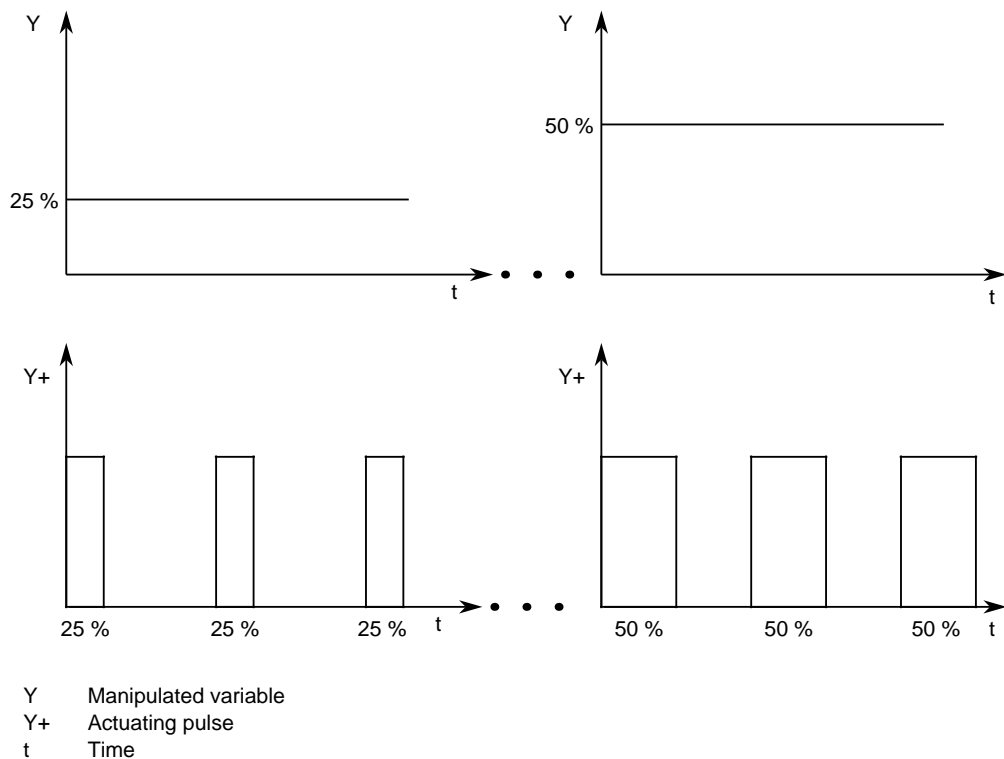 Y
25 %
t
Y
50 %
t
Y+
25 % 25 % 25 % t
Y+
50 % 50 % 50 % t
Y Manipulated variable
Y+ Actuating pulse
t Time